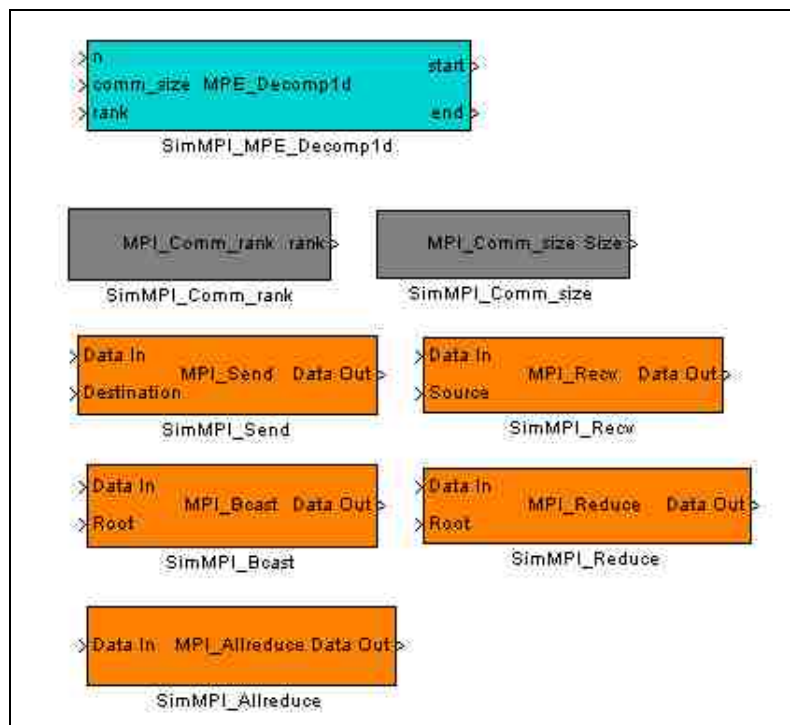 n
start
comm_size MPE_Decomp1d
rank
end
SimMPI_MPE_Decomp1d
MPI_Comm_rank rank
MPI_Comm_size Size
SimMPI_Comm_rank
SimMPI_Comm_size
Data In
MPI_Send Data Out
Destination
SimMPI_Send
Data In
MPI_Recv Data Out
Source
SimMPI_Recv
Data In
MPI_Bcast Data Out
Root
SimMPI_Bcast
Data In
MPI_Reduce Data Out
Root
SimMPI_Reduce
Data In MPI_Allreduce Data Out
SimMPI_Allreduce